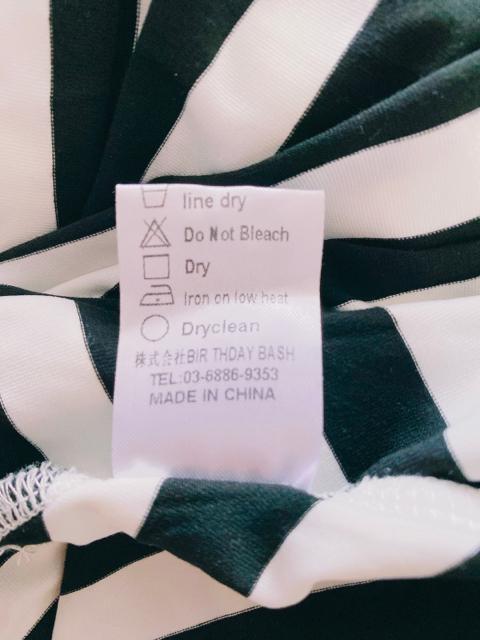 line dry
Do Not Bleach
Dry
Iron on low heat
Dryclean
株式会社BIR THDAY BASH
TEL:03-6886-9353
MADE IN CHINA